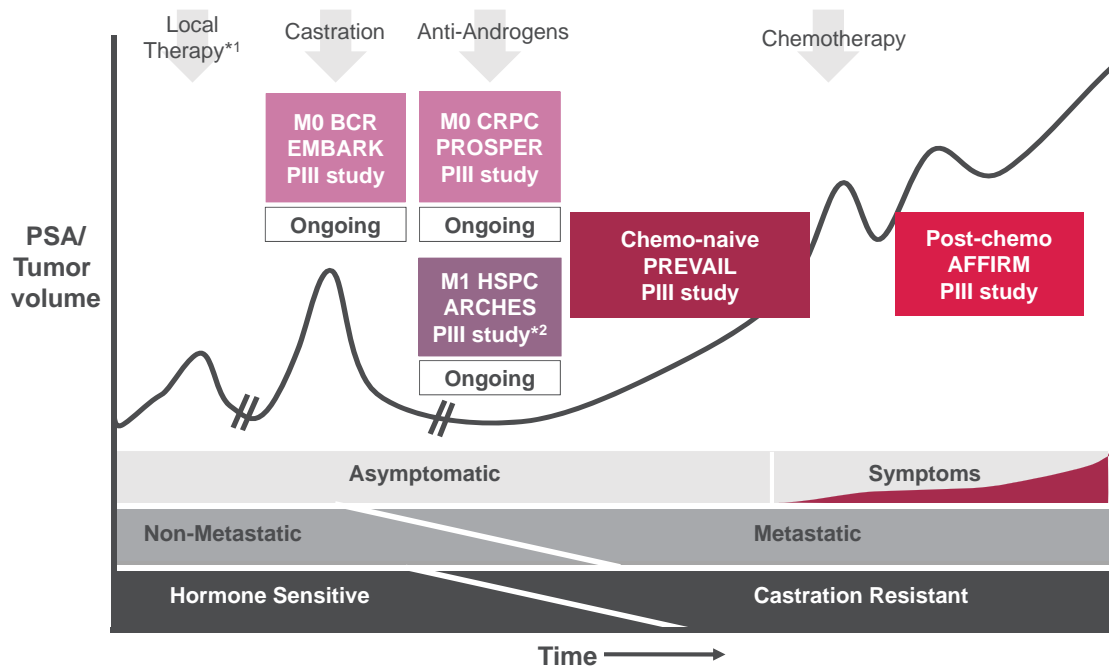 Local
Therapy*1
Castration
Anti-Androgens
Chemotherapy
M0 BCR
EMBARK
PIII study
Ongoing
M0 CRPC
PROSPER
PIII study
Ongoing
M1 HSPC
ARCHES
PIII study*2
Ongoing
Chemo-naive
PREVAIL
PIII study
Post-chemo
AFFIRM
PIII study
PSA/
Tumor
volume
Asymptomatic
Symptoms
Non-Metastatic
Metastatic
Hormone Sensitive
Castration Resistant
Time